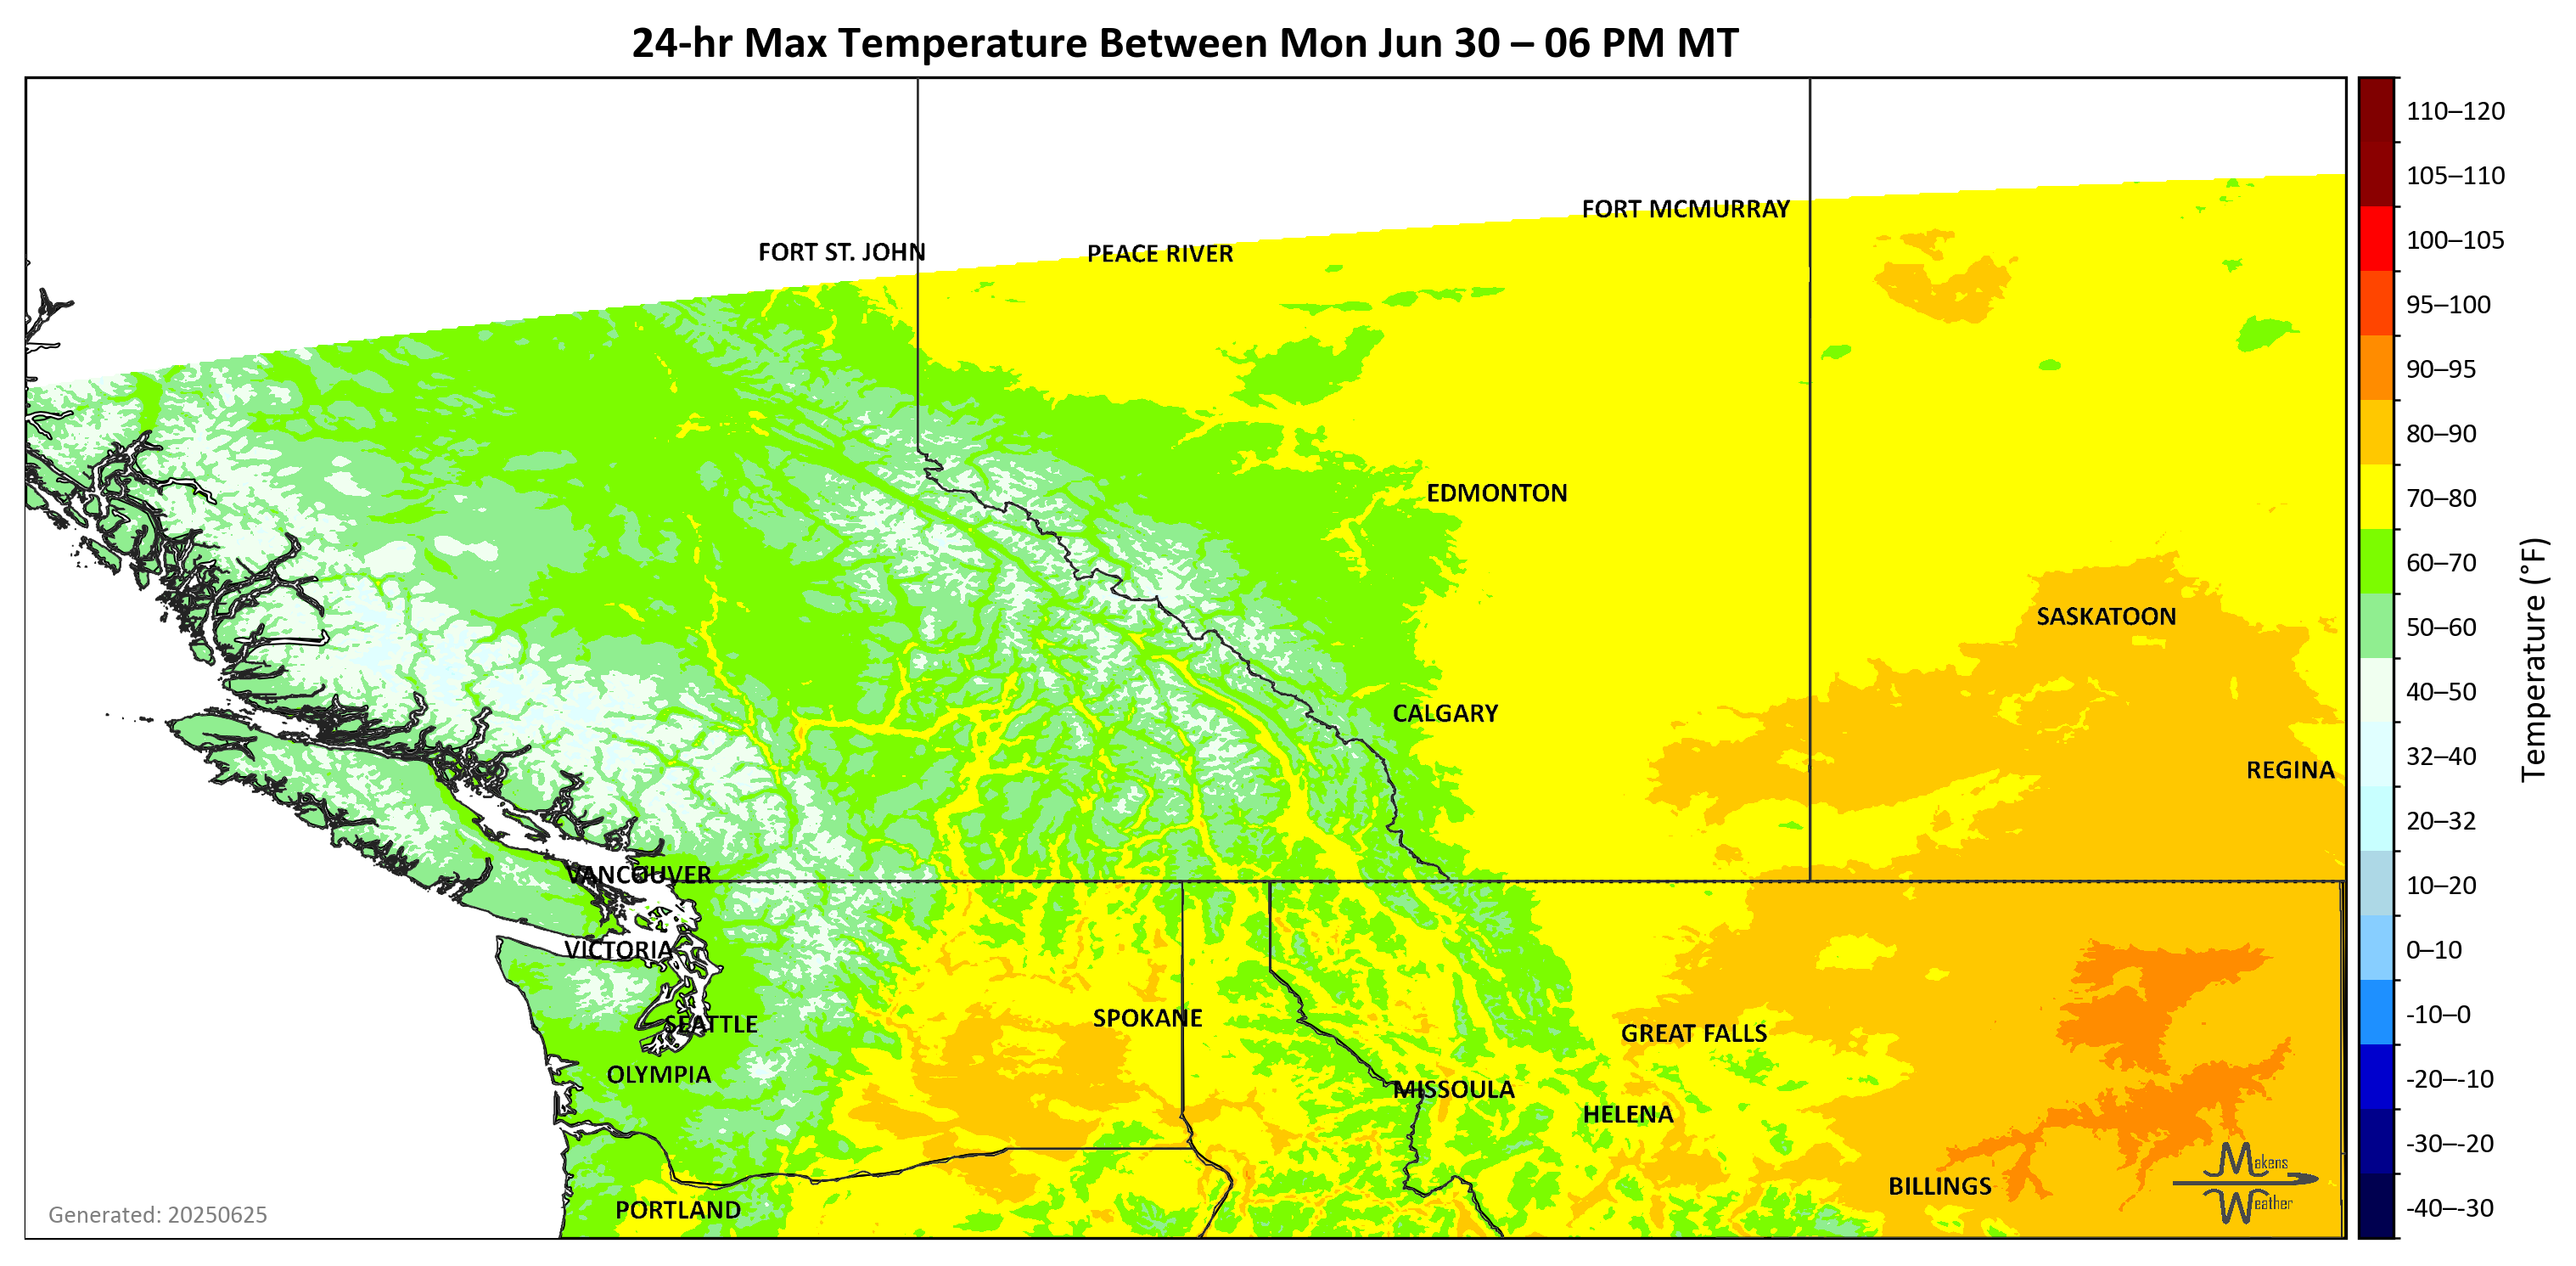 24-hr Max Temperature Between Mon Jun 30 – 06 PM MT
110–120
105–110
100–105
95–100
90–95
80–90
70–80
60–70
50–60
40–50
32–40
20–32
10–20
0–10
-10–0
-20–-10
-30–-20
-40–-30
Temperature (°F)
FORT MCMURRAY
FORT ST. JOHN
PEACE RIVER
EDMONTON
SASKATOON
CALGARY
REGINA
VANCOUVER
VICTORIA
SPOKANE
SEATTLE
GREAT FALLS
OLYMPIA
MISSOULA
HELENA
BILLINGS
PORTLAND
Makens
Weather
Generated: 20250625